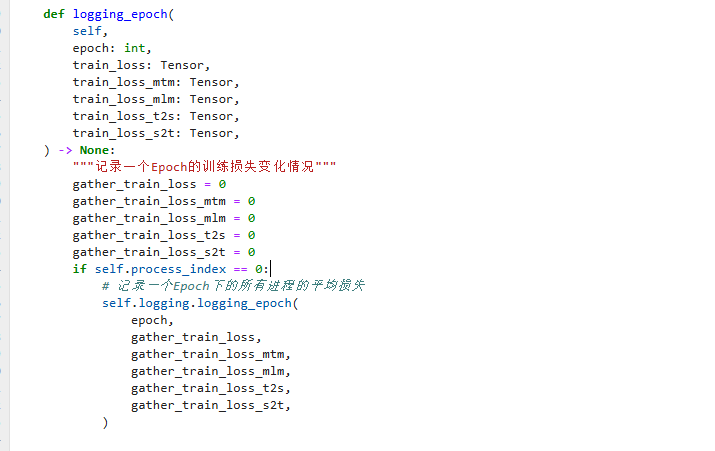 def logging_epoch(
    self,
    epoch: int,
    train_loss: Tensor,
    train_loss_mtm: Tensor,
    train_loss_mlm: Tensor,
    train_loss_t2s: Tensor,
    train_loss_s2t: Tensor,
) -> None:
    """记录一个Epoch的训练损失变化情况"""
    gather_train_loss = 0
    gather_train_loss_mtm = 0
    gather_train_loss_mlm = 0
    gather_train_loss_t2s = 0
    gather_train_loss_s2t = 0
    if self.process_index == 0:
        # 记录一个Epoch下的所有进程的平均损失
        self.logging.logging_epoch(
            epoch,
            gather_train_loss,
            gather_train_loss_mtm,
            gather_train_loss_mlm,
            gather_train_loss_t2s,
            gather_train_loss_s2t,
        )